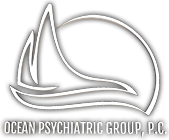 OCEAN PSYCHIATRIC GROUP, P.C.